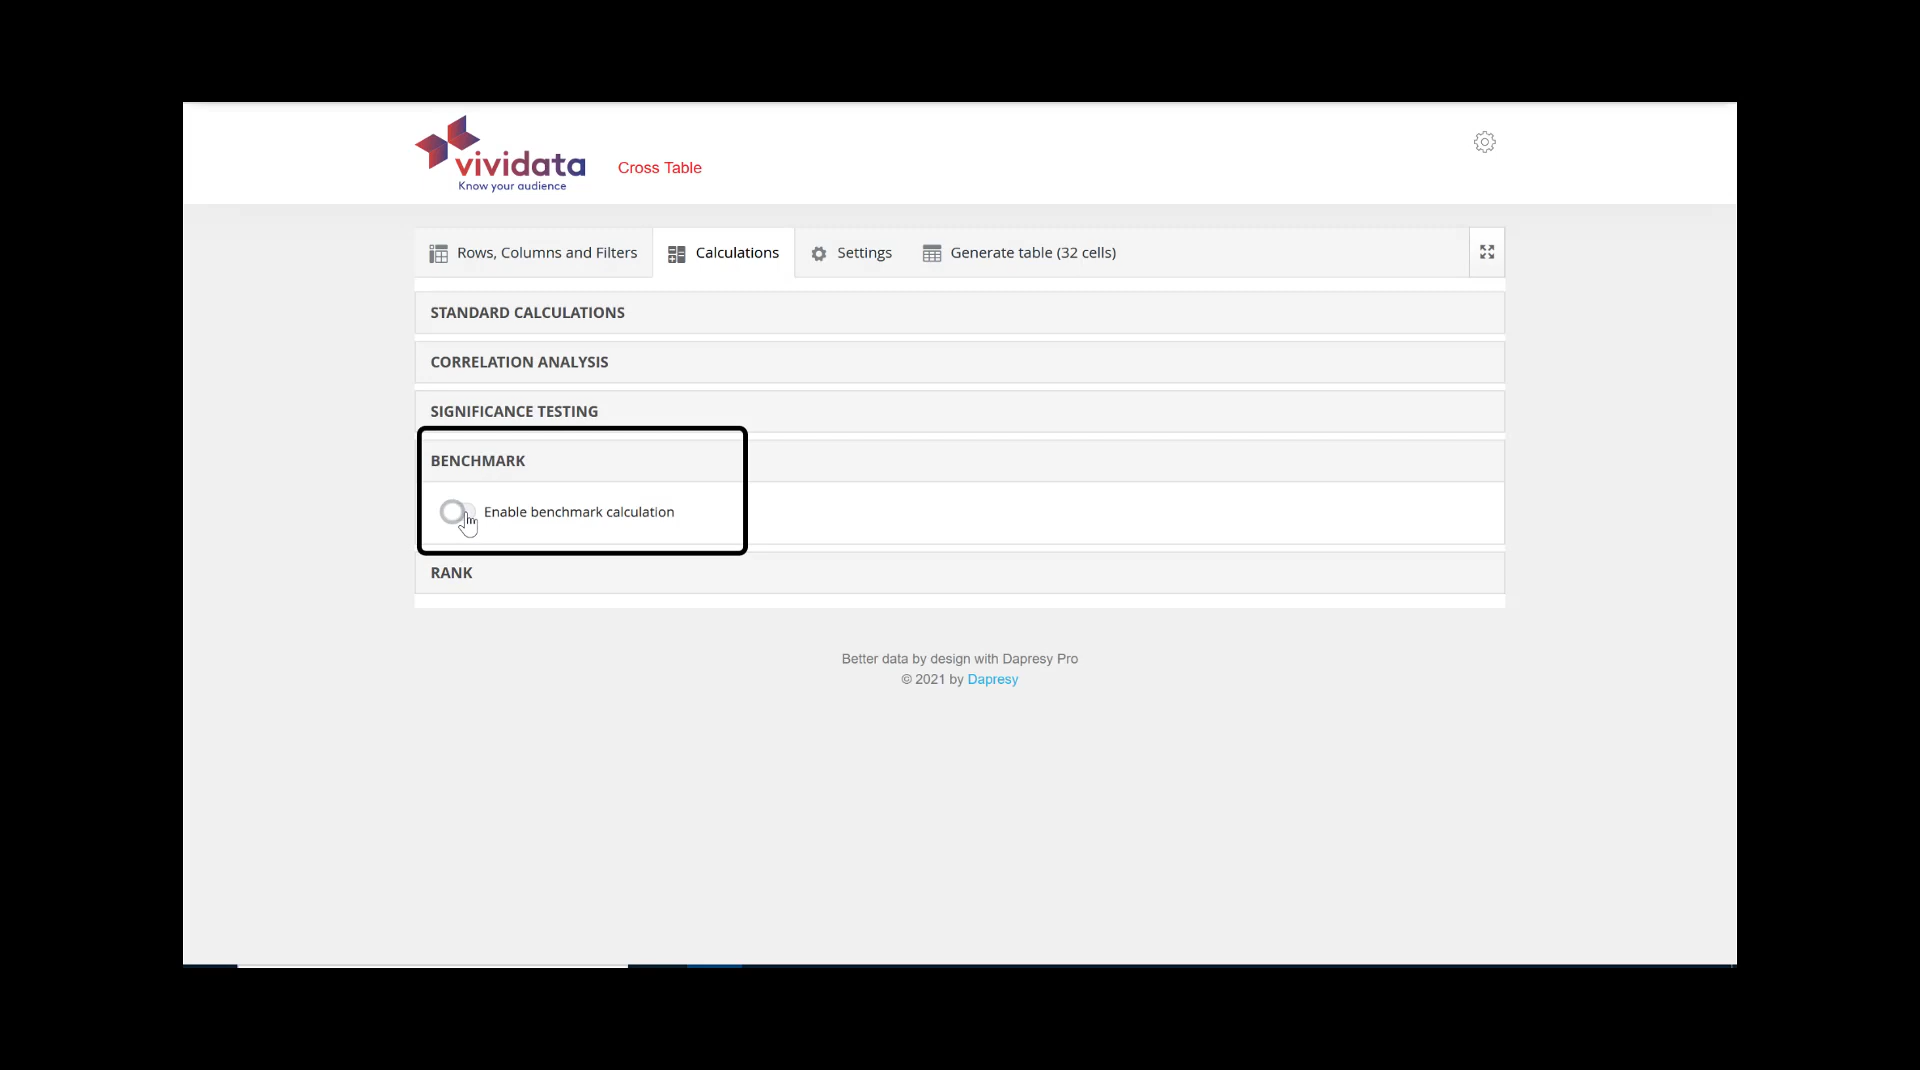 vividata
Know your audience
Cross Table
Rows, Columns and Filters
Calculations
Settings
Generate table (32 cells)
STANDARD CALCULATIONS
CORRELATION ANALYSIS
SIGNIFICANCE TESTING
BENCHMARK
Enable benchmark calculation
RANK
Better data by design with Dapresy Pro
© 2021 by Dapresy